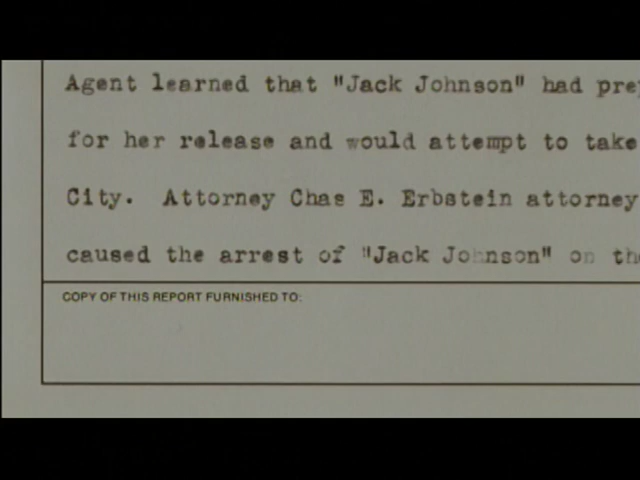 Agent learned that "Jack Johnson" had pre
for her release and would attempt to take
City. Attorney Chas E. Erbstein attorney
caused the arrest of "Jack Johnson" on the
COPY OF THIS REPORT FURNISHED TO: